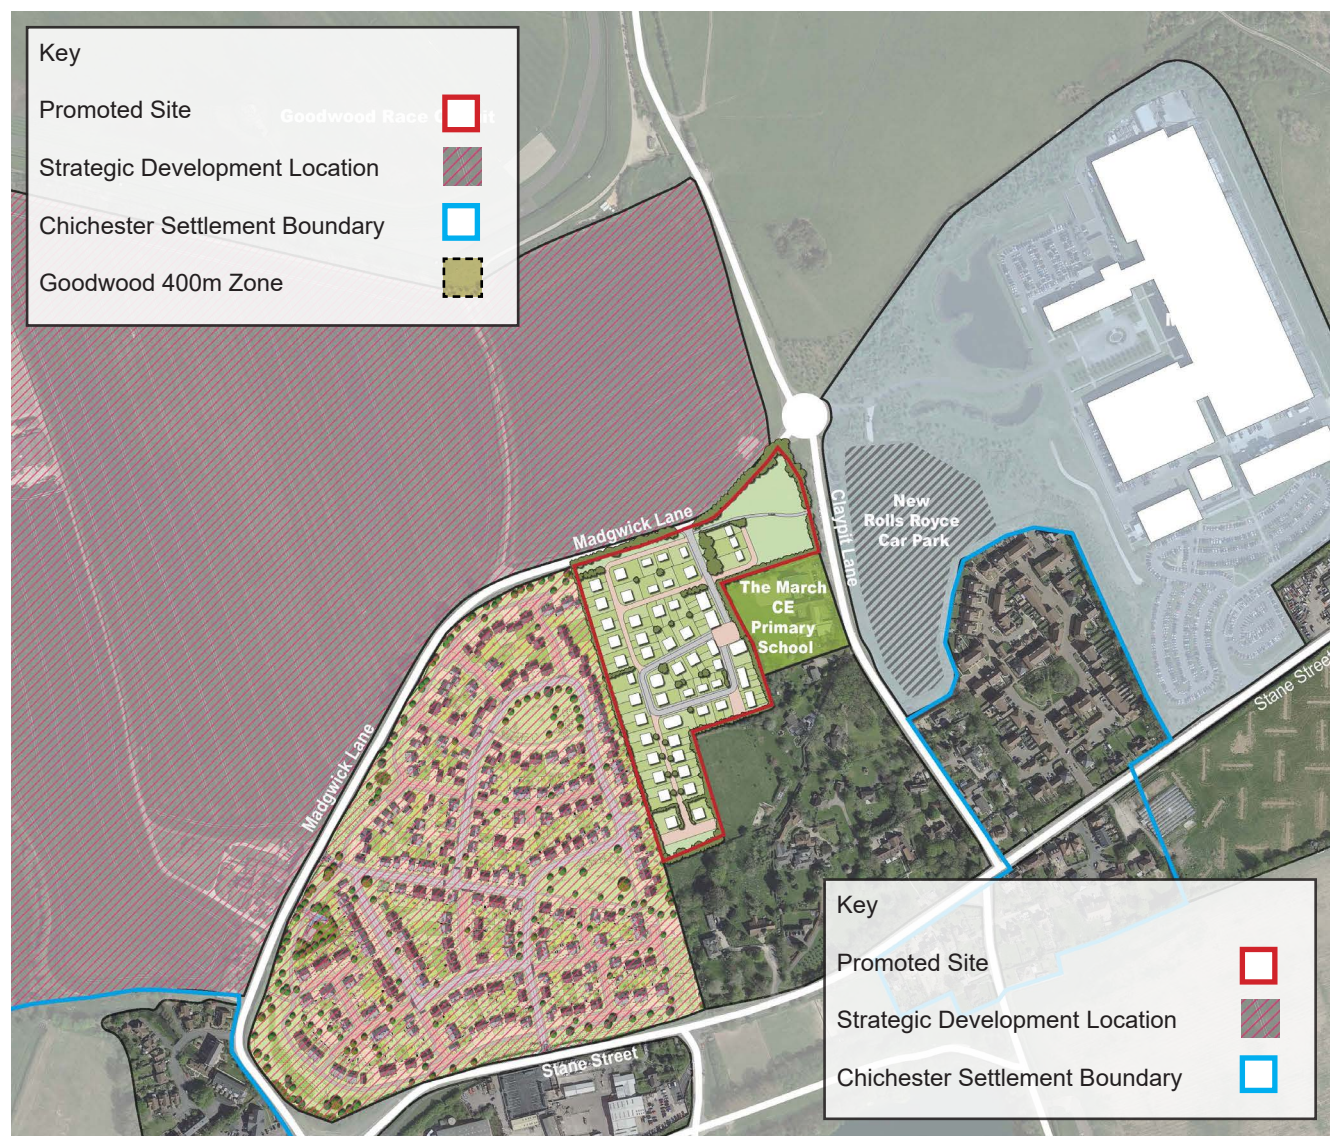 Key
Promoted Site
Strategic Development Location
Chichester Settlement Boundary
Goodwood 400m Zone
Goodwood Race
Madgwick Lane
Claypit Lane
New
Rolls Royce
Car Park
The March
CE
Primary
School
Madgwick Lane
Stane Street
Stane Street
Key
Promoted Site
Strategic Development Location
Chichester Settlement Boundary